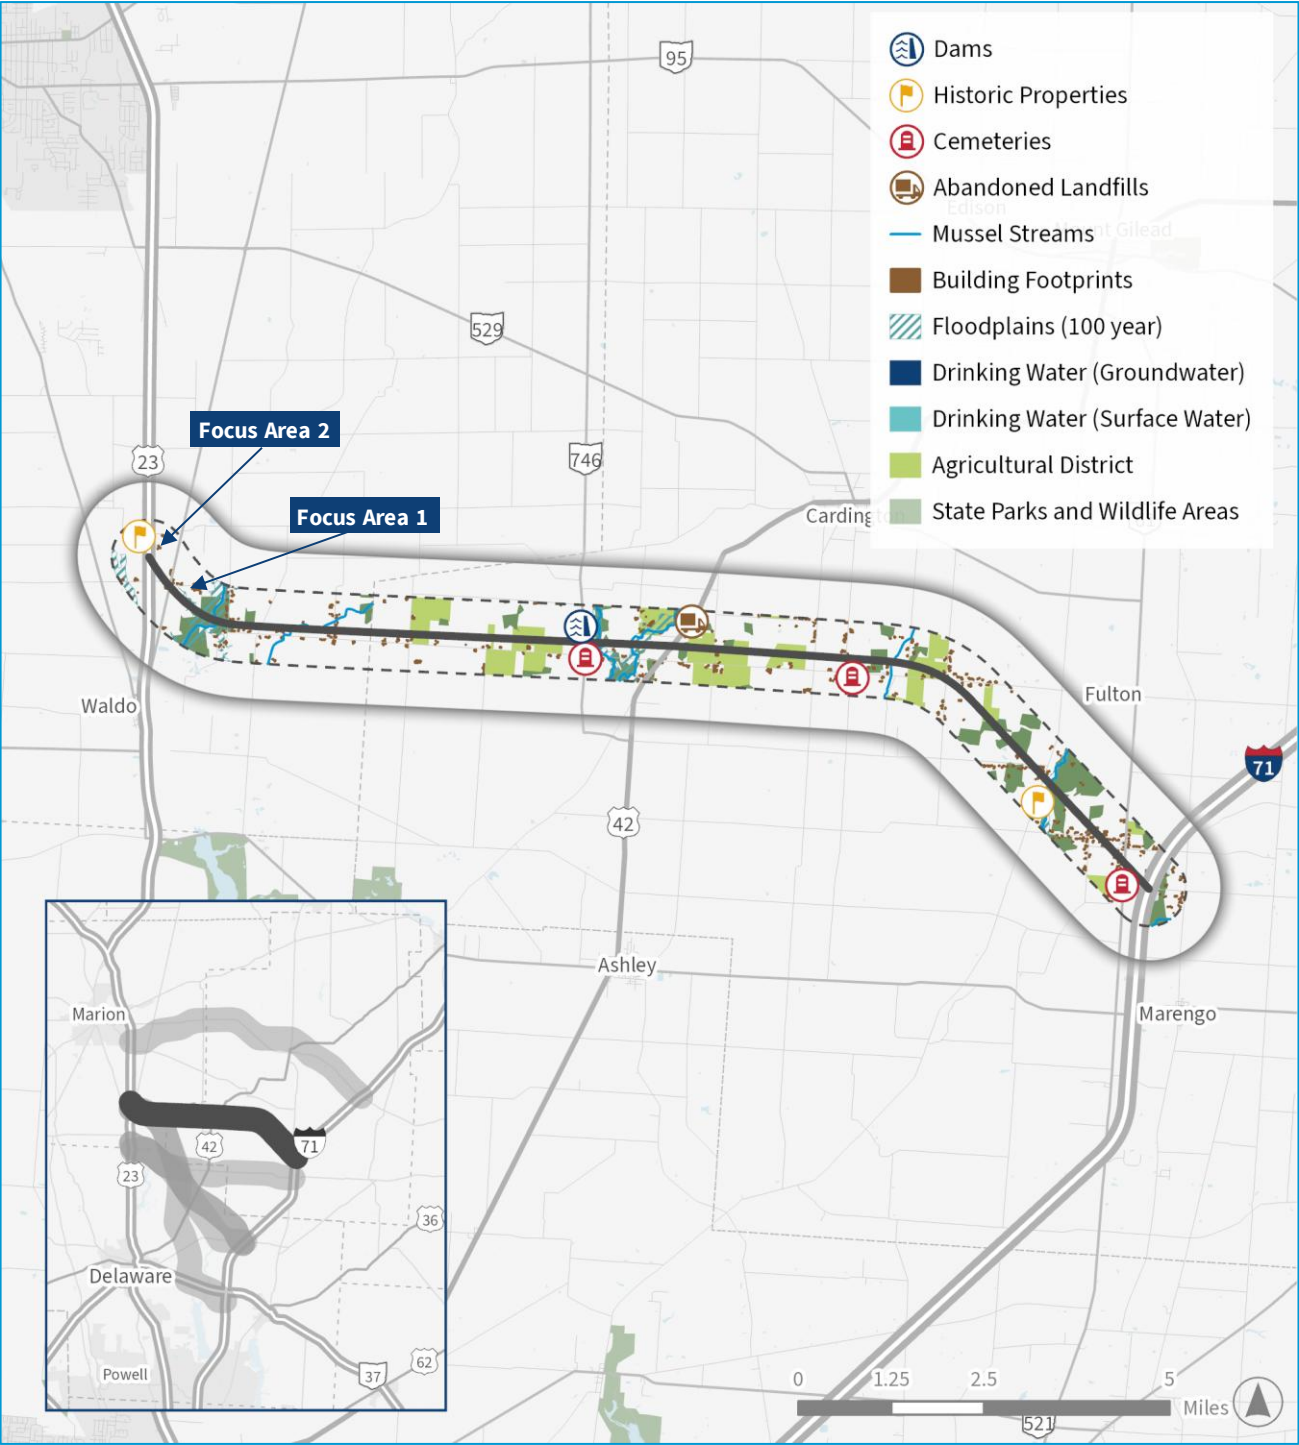 95
Dams
Historic Properties
Cemeteries
Abandoned Landfills
Edison
Mussel Streams
Building Footprints
Floodplains (100 year)
Drinking Water (Groundwater)
Drinking Water (Surface Water)
Agricultural District
State Parks and Wildlife Areas
529
Focus Area 2
23
746
Focus Area 1
Cardington
Waldo
Fulton
71
42
Ashley
Marengo
Marion
42
71
23
36
Delaware
Powell
37
62
0
1.25
2.5
5
Miles
521